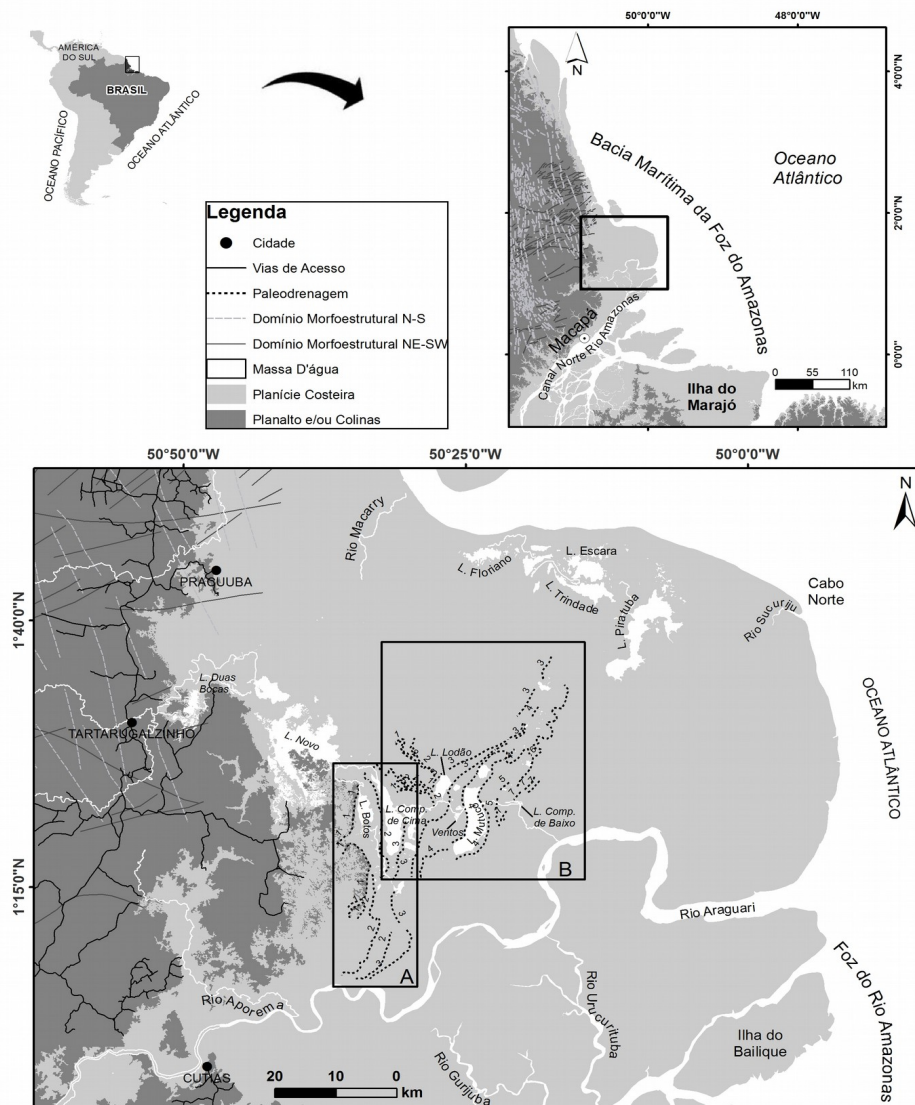 AMÉRICA
DO SUL
BRASIL
OCEANO PACÍFICO
OCEANO ATLÂNTICO
Legenda
Cidade
Vias de Acesso
Paleodrenagem
Domínio Morfoestrutural N-S
Domínio Morfoestrutural NE-SW
Massa D'água
Planície Costeira
Planalto e/ou Colinas
50°0'0"W
48°0'0"W
N
4°0'0"N
2°0'0"N
0°0'0"
Bacia Marítima da Foz do Amazonas
Oceano
Atlântico
Macapá
Canal Norte Rio Amazonas
Ilha do
Marajó
0
55
110
km
50°50'0"W
50°25'0"W
50°0'0"W
1°40'0"N
1°15'0"N
N
Rio Macarry
L. Floriano
L. Escara
L. Trindade
L. Piratuba
Cabo
Norte
Rio Sucuriju
PRACUUBA
L. Duas
Bocas
TARTARUGALZINHO
L. Novo
OCEANO ATLÂNTICO
L. Bolos
L. Comp.
de Cima
L. Lodão
Ventos
L. Mutuco
L. Comp.
de Baixo
A
B
Rio Araguari
Rio Aporema
Rio Urucurituba
Rio Gurijuba
Foz do Rio Amazonas
Ilha do
Bailique
CUTIAS
20
10
0
km